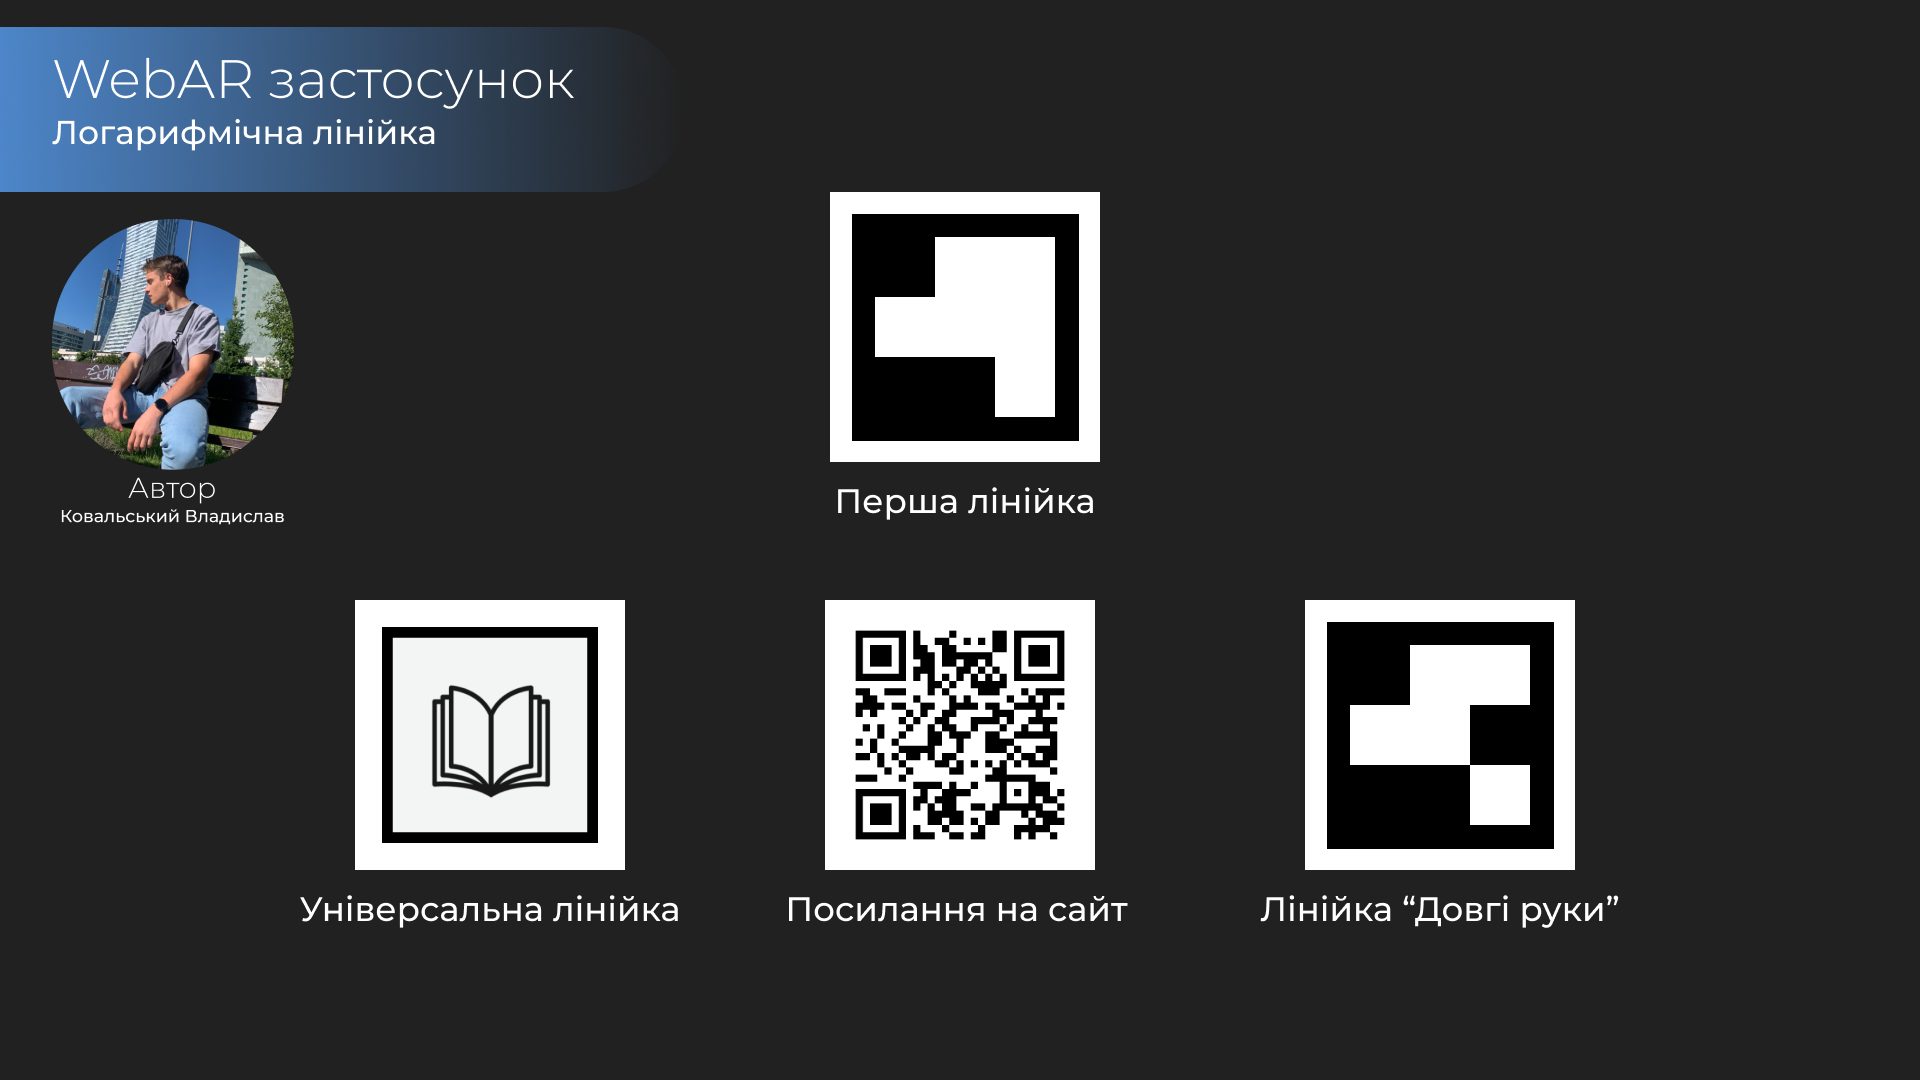 WebAR застосунок
Логарифмічна лінійка
Автор
Ковальський Владислав
Перша лінійка
Універсальна лінійка
Посилання на сайт
Лінійка “Довгі руки”